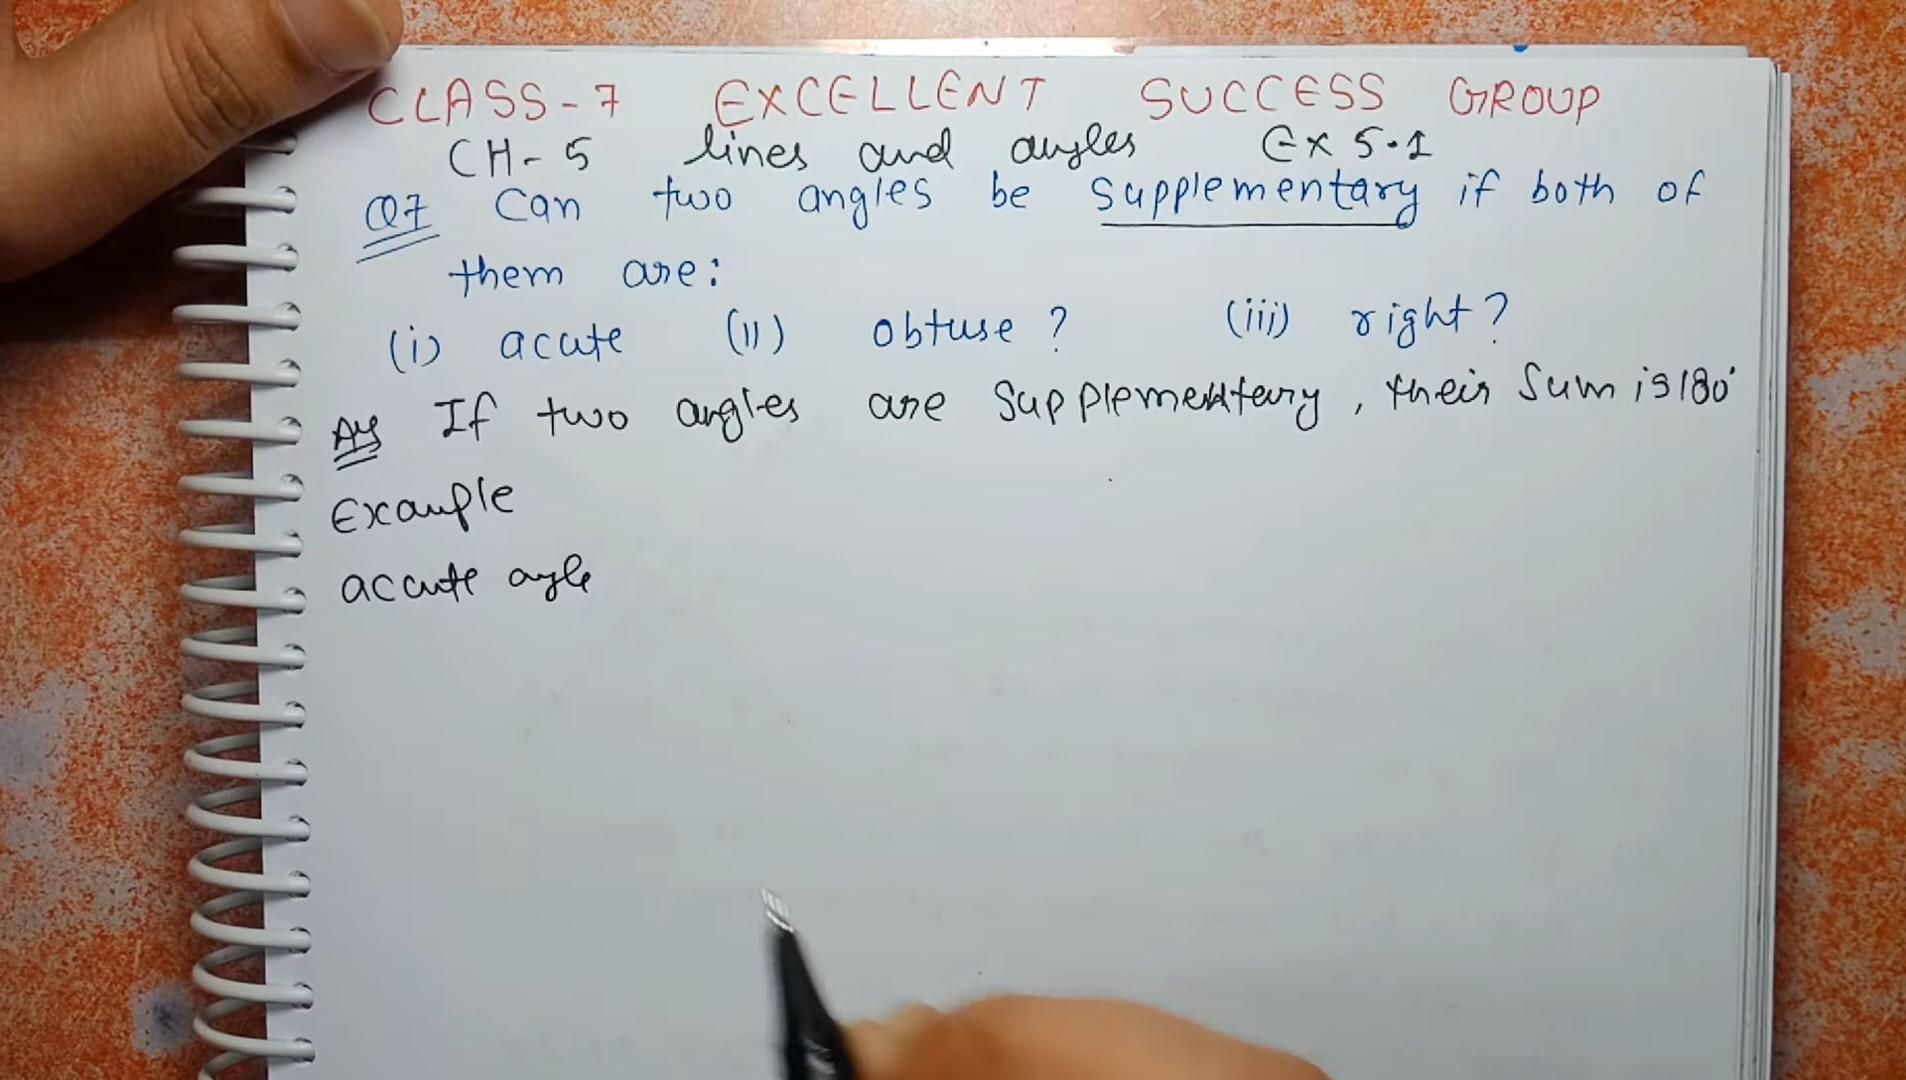 CLASS-7 EXCELLENT SUCCESS GROUP
CH-5 lines and angles Ex 5.1
Q7 Can two angles be supplementary if both of
them are:
(i) acute (ii) obtuse? (iii) right?
Ans If two angles are Supplementary, their Sum is 180°
Example
accute angle